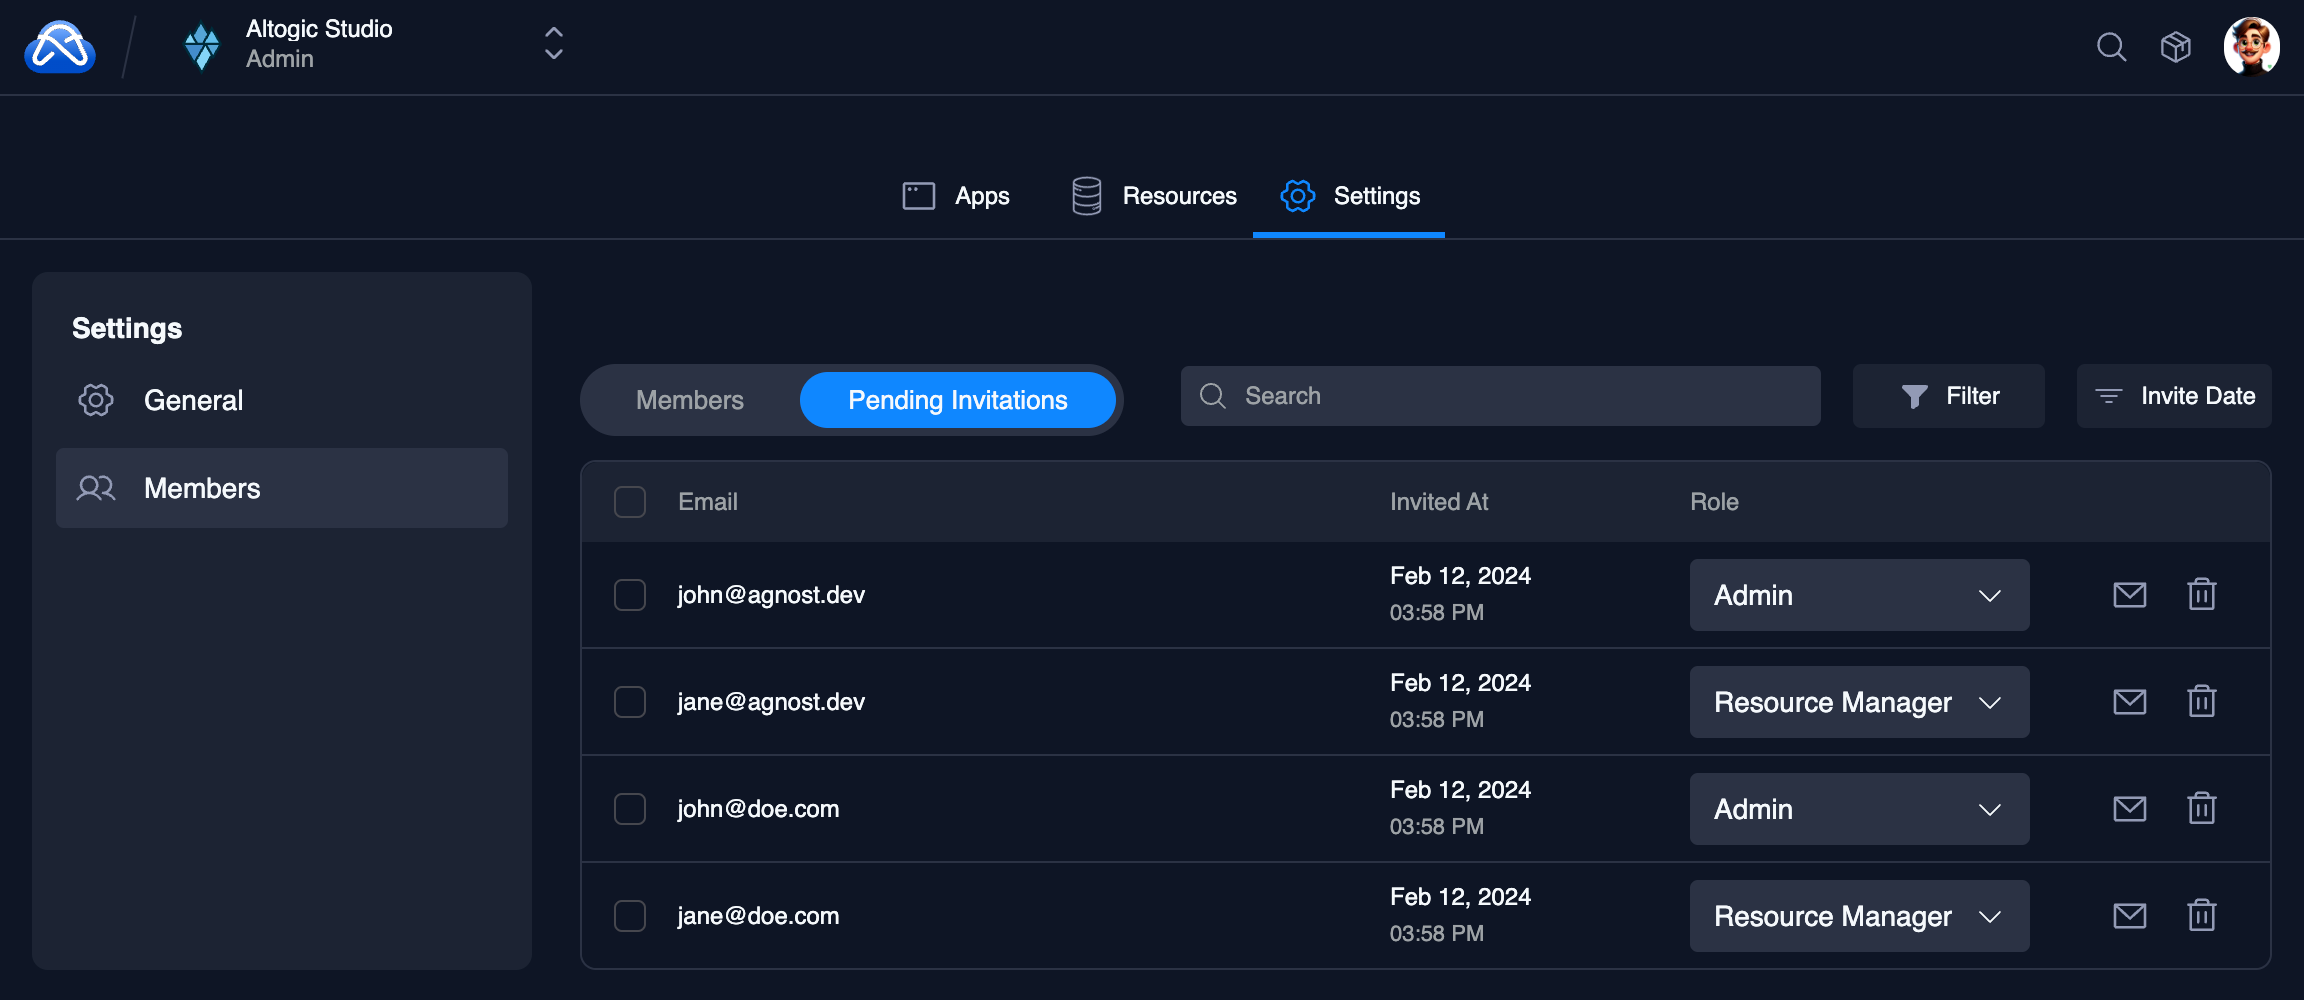 Altogic Studio
Admin
Apps
Resources
Settings
Settings
General
Members
Members
Pending Invitations
Search
Filter
Invite Date
Email
Invited At
Role
john@agnost.dev
Feb 12, 2024
03:58 PM
Admin
jane@agnost.dev
Feb 12, 2024
03:58 PM
Resource Manager
john@doe.com
Feb 12, 2024
03:58 PM
Admin
jane@doe.com
Feb 12, 2024
03:58 PM
Resource Manager